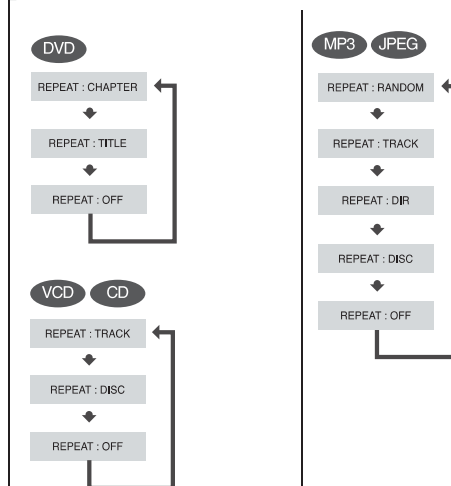 DVD
REPEAT : CHAPTER
REPEAT : TITLE
REPEAT : OFF
VCD CD
REPEAT : TRACK
REPEAT : DISC
REPEAT : OFF
MP3 JPEG
REPEAT : RANDOM
REPEAT : TRACK
REPEAT : DIR
REPEAT : DISC
REPEAT : OFF